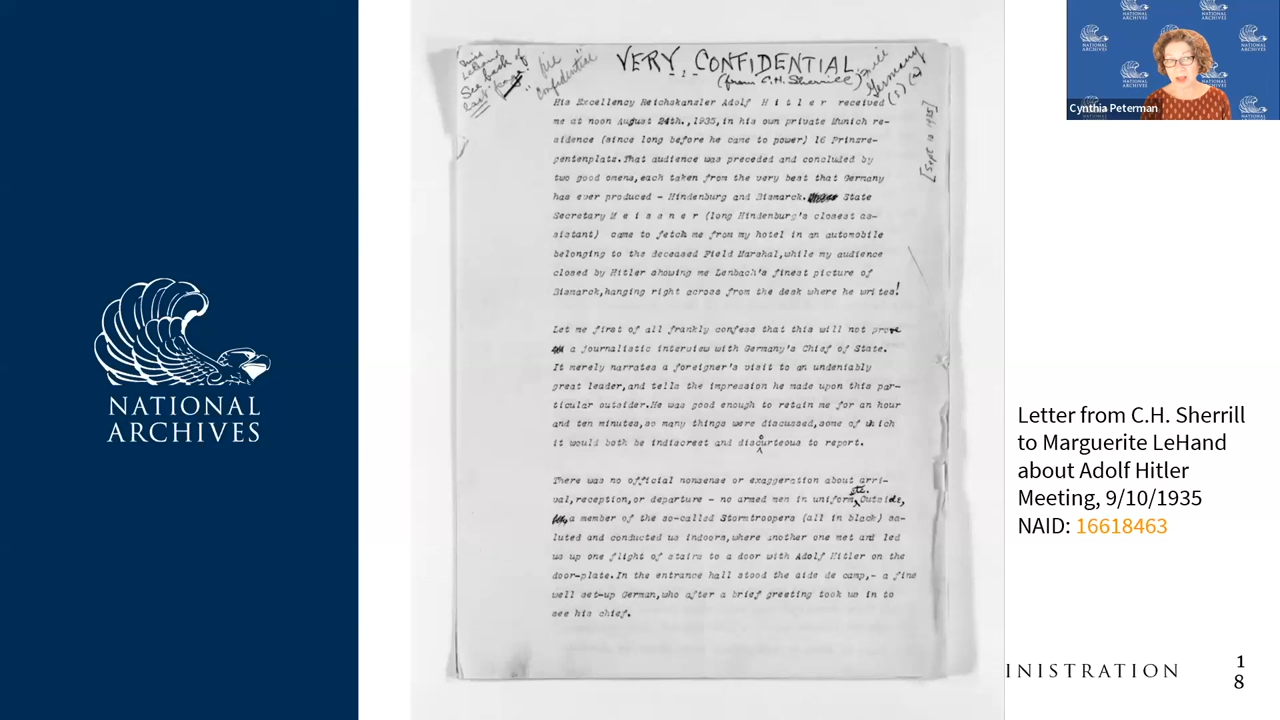 NATIONAL
ARCHIVES
Miss
LeHand
See back of
last page
file
Confidential
VERY CONFIDENTIAL
(from C.H. Sherrill)
Germany
[Sept 10 1935]
His Excellency Reichskanzler Adolf H i t l e r received
me at noon August 24th.,1935,in his own private Munich re-
sidence (since long before he came to power) 16 Prinzre-
gentenplatz.That audience was preceded and concluded by
two good omens,each taken from the very best that Germany
has ever produced - Hindenburg and Bismarck. State
Secretary M e i s s n e r (long Hindenburg's closest as-
sistant) came to fetch me from my hotel in an automobile
belonging to the deceased Field Marshal,while my audience
closed by Hitler showing me Lenbach's finest picture of
Bismarck,hanging right across from the desk where he writes!
Let me first of all frankly confess that this will not prove
a journalistic interview with Germany's Chief of State.
It merely narrates a foreigner's visit to an undeniably
great leader,and tells the impression he made upon this par-
ticular outsider.He was good enough to retain me for an hour
and ten minutes,so many things were discussed,some of which
it would both be indiscreet and discourteous to report.
There was no official nonsense or exaggeration about arri-
val,reception,or departure - no armed men in uniform, etc. Outside,
a member of the so-called Stormtroopers (all in black) sa-
luted and conducted us indoors,where another one met and led
us up one flight of stairs to a door with Adolf Hitler on the
door-plate.In the entrance hall stood the aide de camp,- a fine
well set-up German,who after a brief greeting took us in to
see his chief.
NATIONAL
ARCHIVES
Cynthia Peterman
Letter from C.H. Sherrill
to Marguerite LeHand
about Adolf Hitler
Meeting, 9/10/1935
NAID: 16618463
INISTRATION
1
8